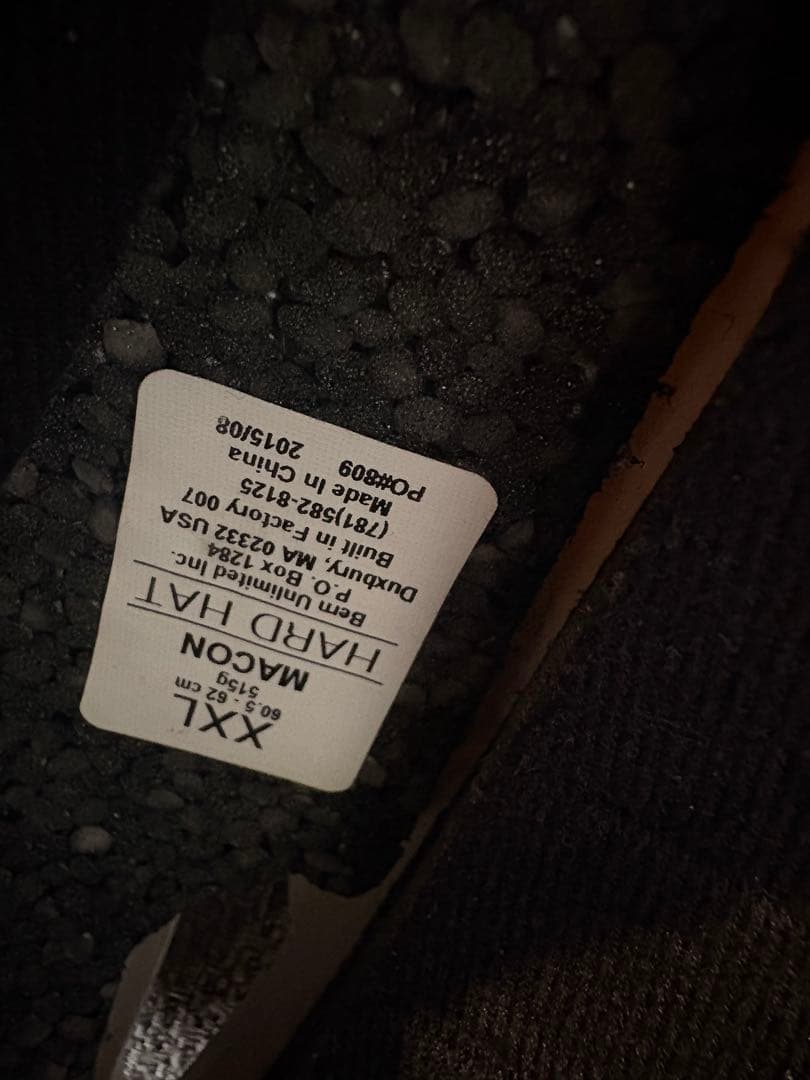 XXL
60.5 - 62 cm
515g
MACON
HARD HAT
Bern Unlimited Inc.
P.O. Box 1284
Duxbury, MA 02332 USA
Built in Factory 007
(781)582-8125
Made In China
PO#809 2015/08